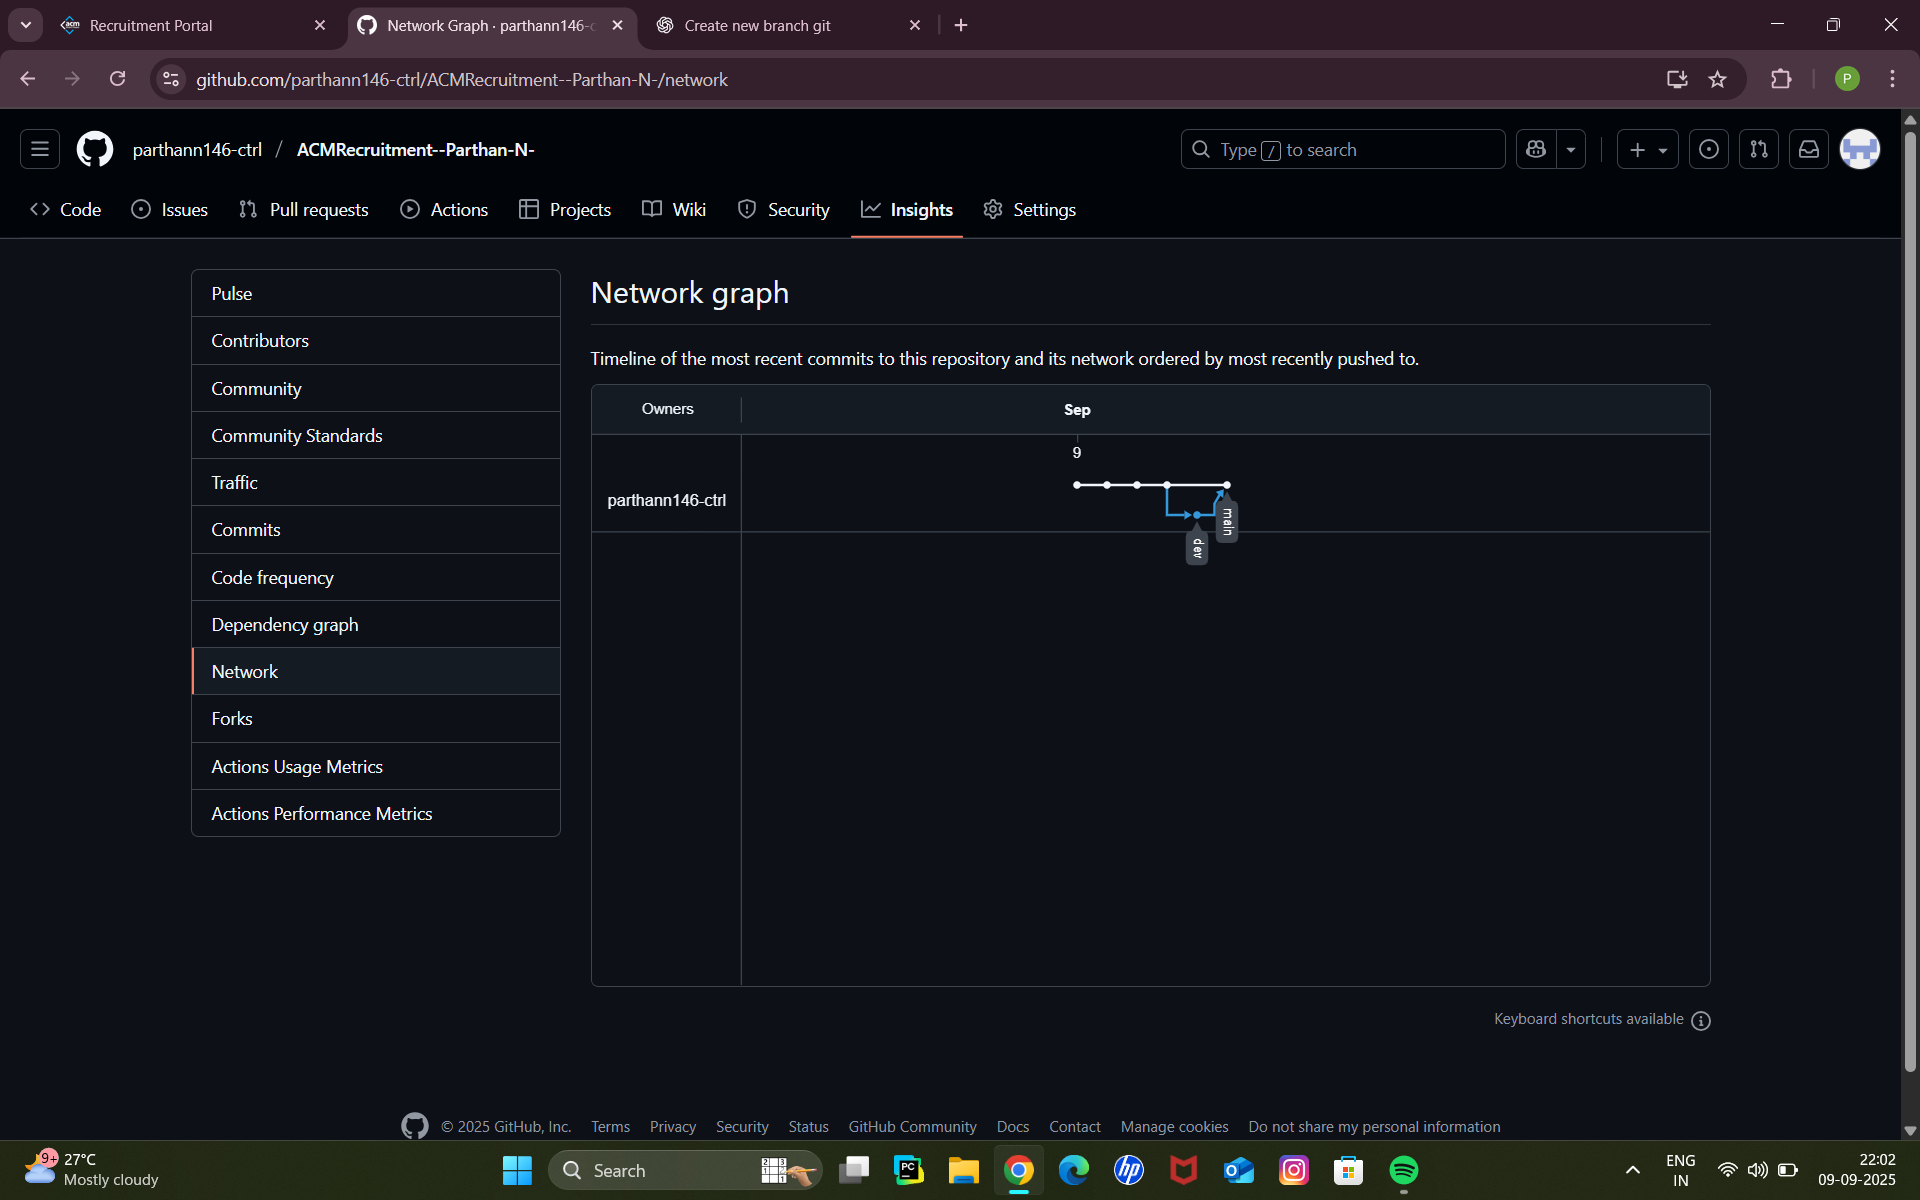 Recruitment Portal
Network Graph · parthann146-c
Create new branch git
github.com/parthann146-ctrl/ACMRecruitment--Parthan-N-/network
P
parthann146-ctrl / ACMRecruitment--Parthan-N-
Type / to search
Code
Issues
Pull requests
Actions
Projects
Wiki
Security
Insights
Settings
Pulse
Contributors
Community
Community Standards
Traffic
Commits
Code frequency
Dependency graph
Network
Forks
Actions Usage Metrics
Actions Performance Metrics
Network graph
Timeline of the most recent commits to this repository and its network ordered by most recently pushed to.
Owners
Sep
9
parthann146-ctrl
main
dev
Keyboard shortcuts available
© 2025 GitHub, Inc. Terms Privacy Security Status GitHub Community Docs Contact Manage cookies Do not share my personal information
9+
27°C
Mostly cloudy
Search
PC
hp
ENG
IN
22:02
09-09-2025